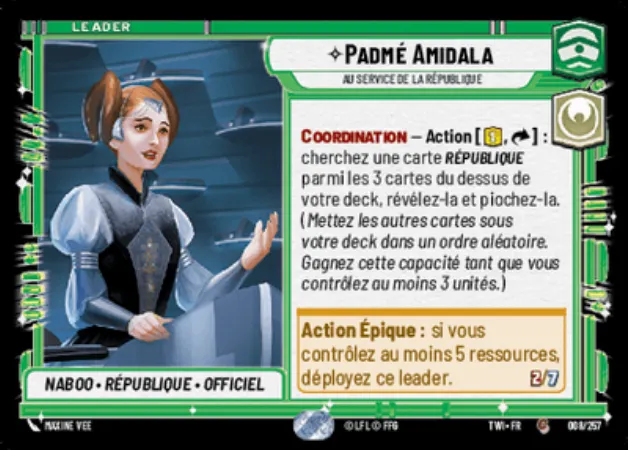 LEADER
PADMÉ AMIDALA
AU SERVICE DE LA RÉPUBLIQUE
COORDINATION – Action [1, ] :
cherchez une carte RÉPUBLIQUE
parmi les 3 cartes du dessus de
votre deck, révélez-la et piochez-la.
(Mettez les autres cartes sous
votre deck dans un ordre aléatoire.
Gagnez cette capacité tant que vous
contrôlez au moins 3 unités.)
Action Épique : si vous
contrôlez au moins 5 ressources,
déployez ce leader. 2/7
NABOO • RÉPUBLIQUE • OFFICIEL
MAXINE VEE ©LFL © FFG TWI • FR 008/257